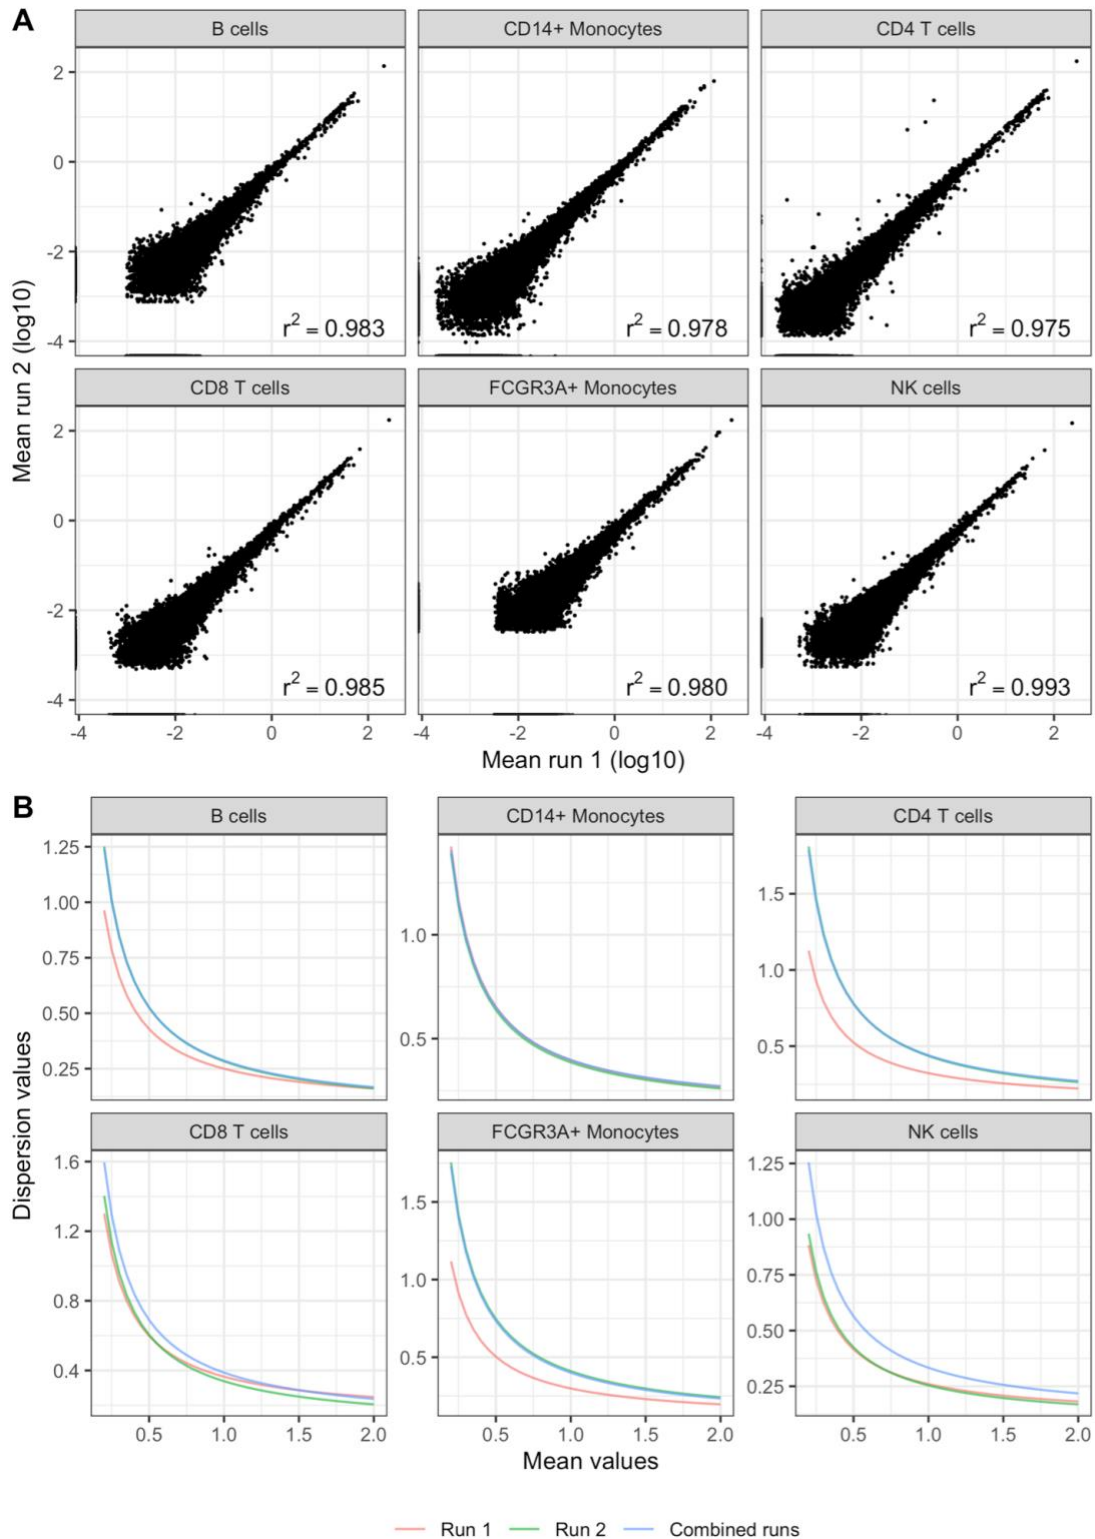 A
B cells
CD14+ Monocytes
CD4 T cells
2
0
-2
-4
r² = 0.983
r² = 0.978
r² = 0.975
Mean run 2 (log10)
CD8 T cells
FCGR3A+ Monocytes
NK cells
2
0
-2
-4
r² = 0.985
r² = 0.980
r² = 0.993
-4 -2 0 2 -4 -2 0 2 -4 -2 0 2
Mean run 1 (log10)
B
B cells
CD14+ Monocytes
CD4 T cells
1.25
1.00
0.75
0.50
0.25
1.0
0.5
1.5
1.0
0.5
Dispersion values
CD8 T cells
FCGR3A+ Monocytes
NK cells
1.6
1.2
0.8
0.4
1.5
1.0
0.5
1.25
1.00
0.75
0.50
0.25
0.5 1.0 1.5 2.0 0.5 1.0 1.5 2.0 0.5 1.0 1.5 2.0
Mean values
Run 1 Run 2 Combined runs